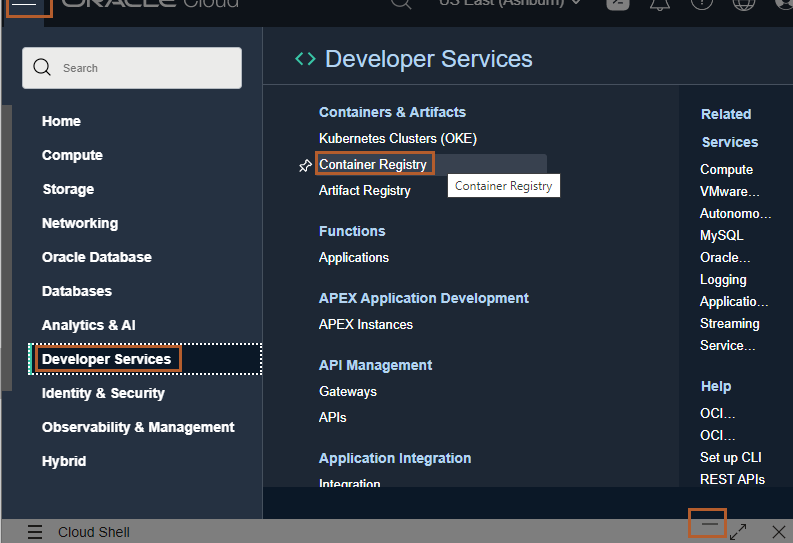 ORACLE Cloud
US East (Ashburn)
Search
Home
Compute
Storage
Networking
Oracle Database
Databases
Analytics & AI
Developer Services
Identity & Security
Observability & Management
Hybrid
Developer Services
Containers & Artifacts
Kubernetes Clusters (OKE)
Container Registry
Container Registry
Artifact Registry
Functions
Applications
APEX Application Development
APEX Instances
API Management
Gateways
APIs
Application Integration
Integration
Related
Services
Compute
VMware...
Autonomo...
MySQL
Oracle...
Logging
Applicatio...
Streaming
Service...
Help
OCI...
OCI...
Set up CLI
REST APIs
Cloud Shell